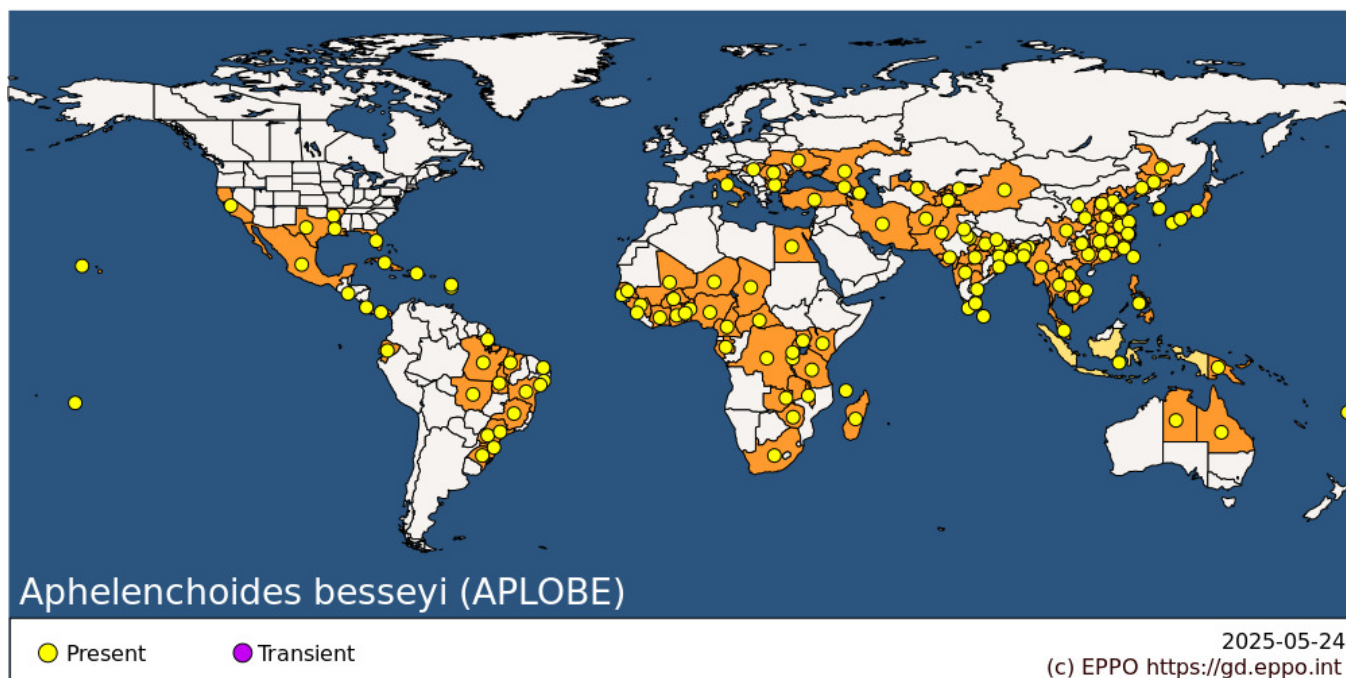 Aphelenchoides besseyi (APLOBE)
Present
Transient
2025-05-24
(c) EPPO https://gd.eppo.int